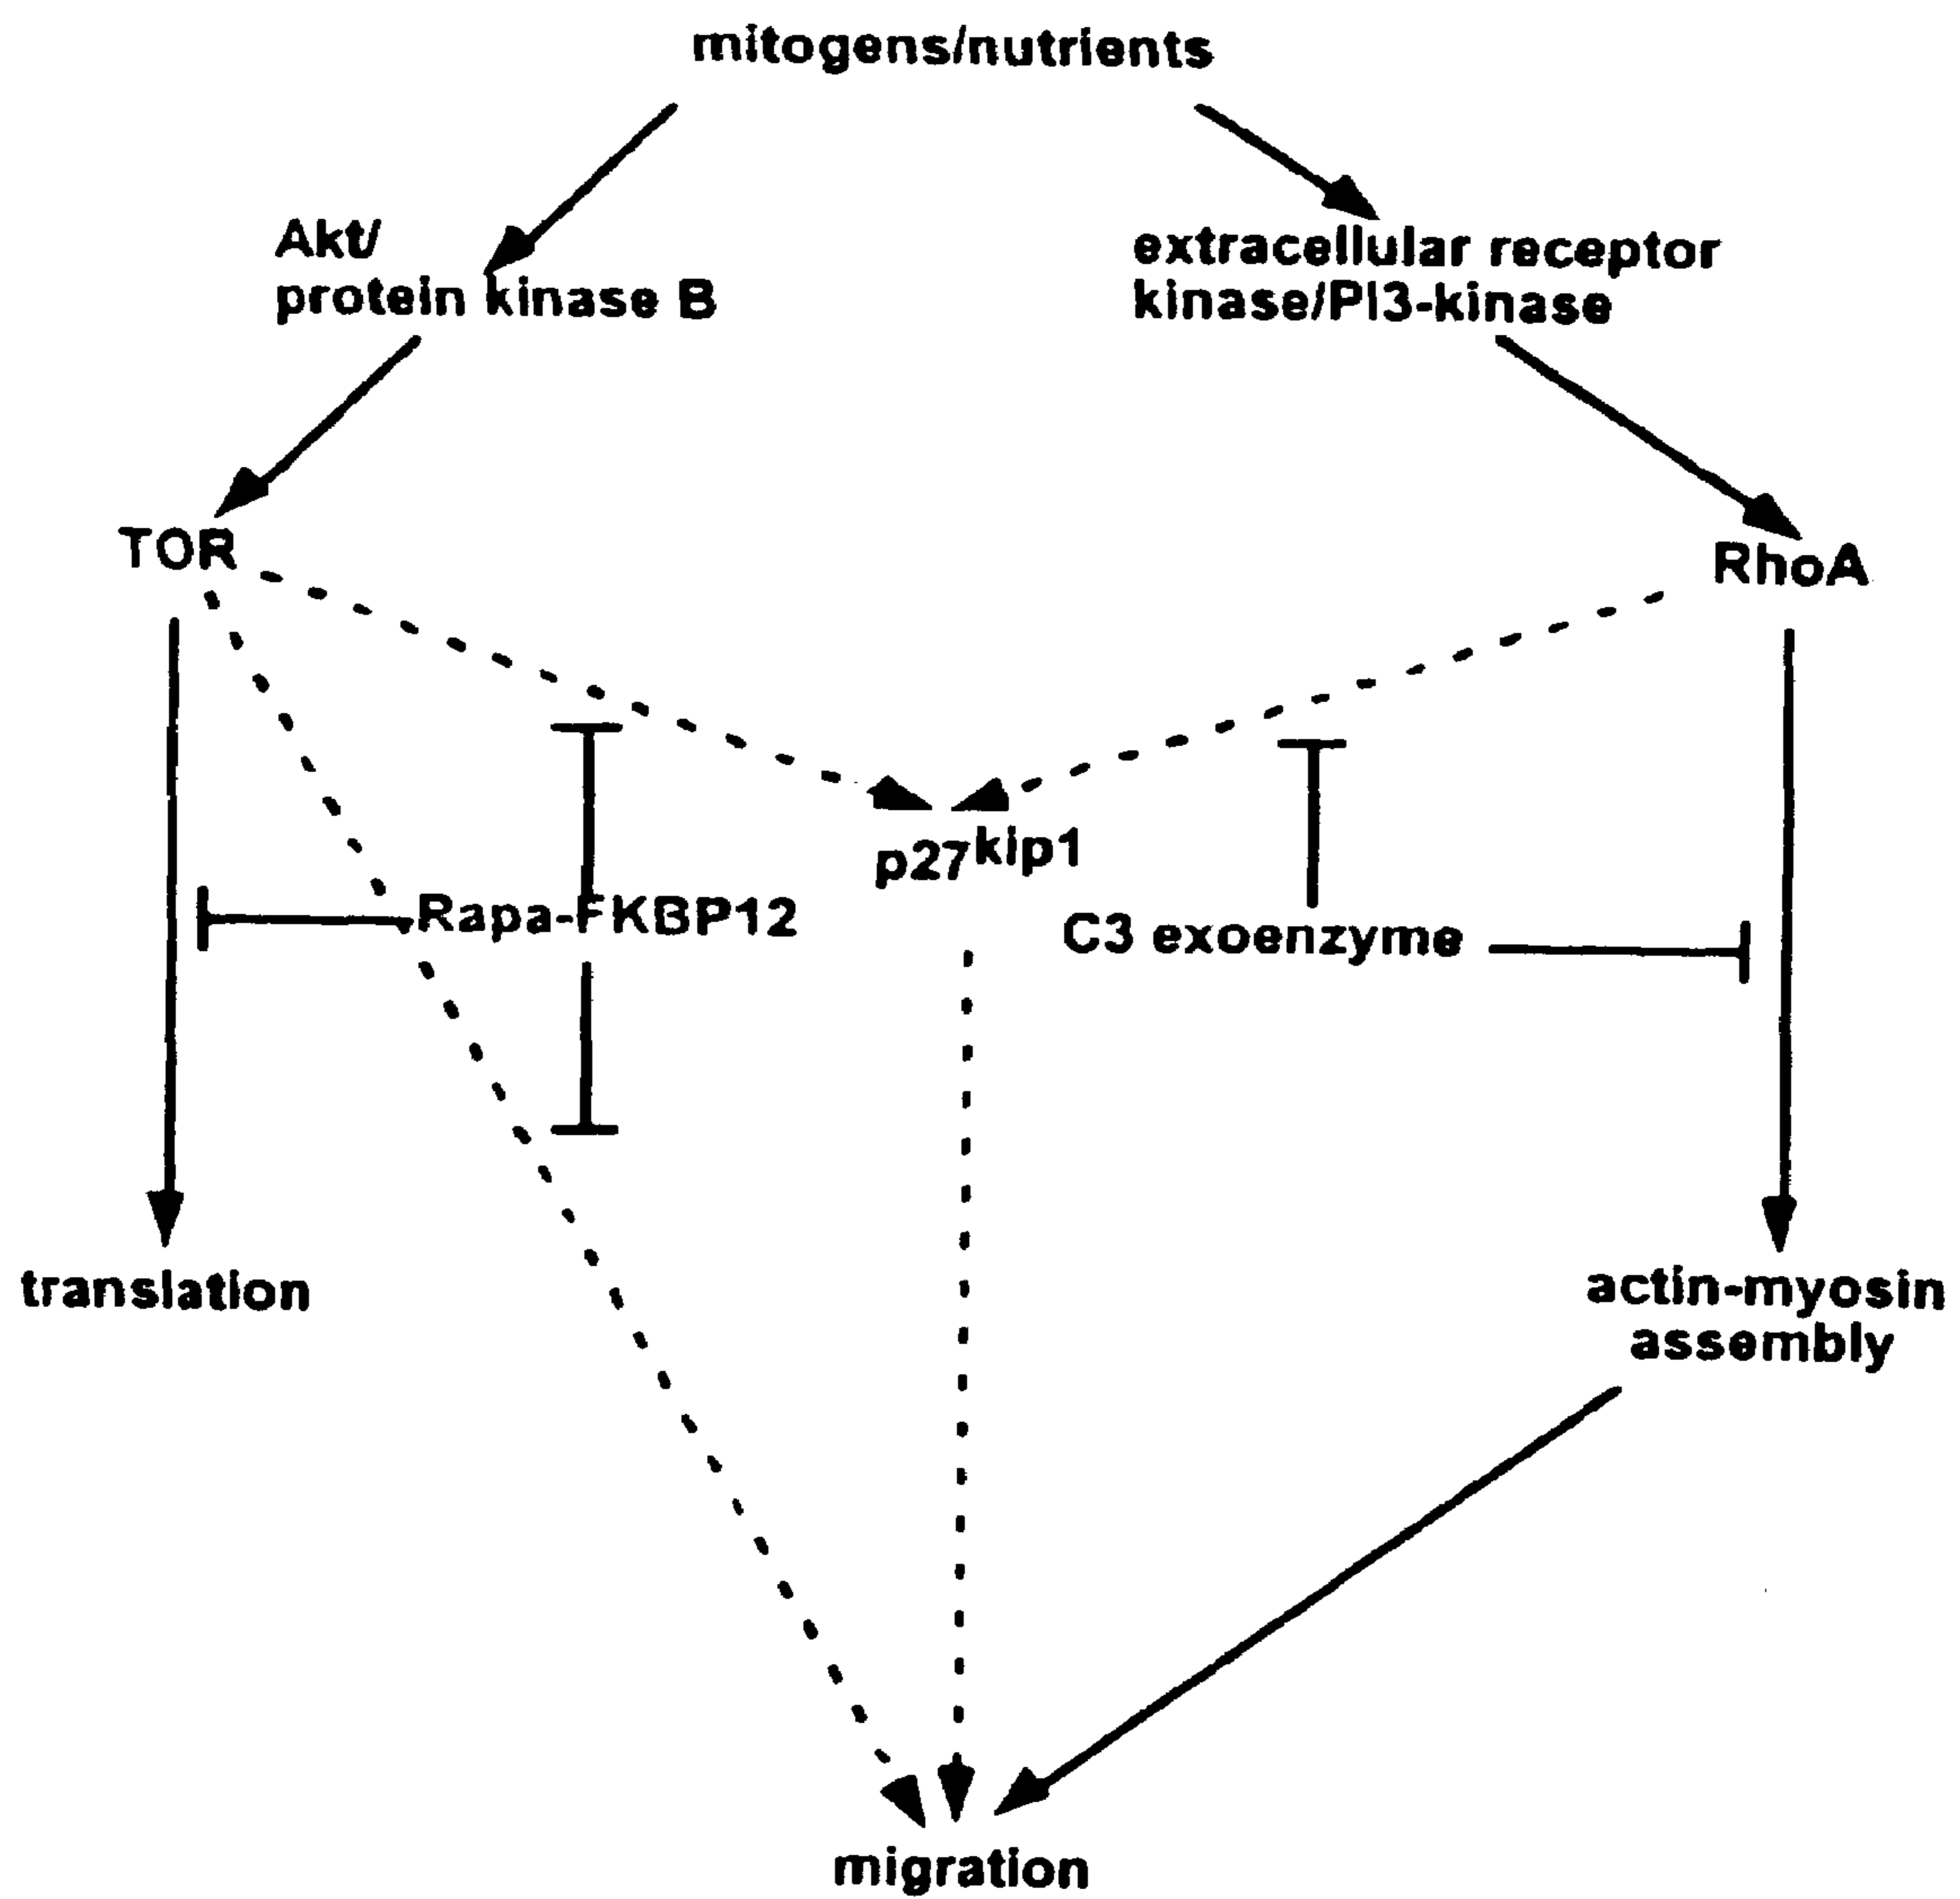 mitogens/nutrients
Akt/
protein kinase B
extracellular receptor
kinase/PI3-kinase
TOR
RhoA
p27kip1
Rapa-FKBP12
C3 exoenzyme
translation
actin-myosin
assembly
migration